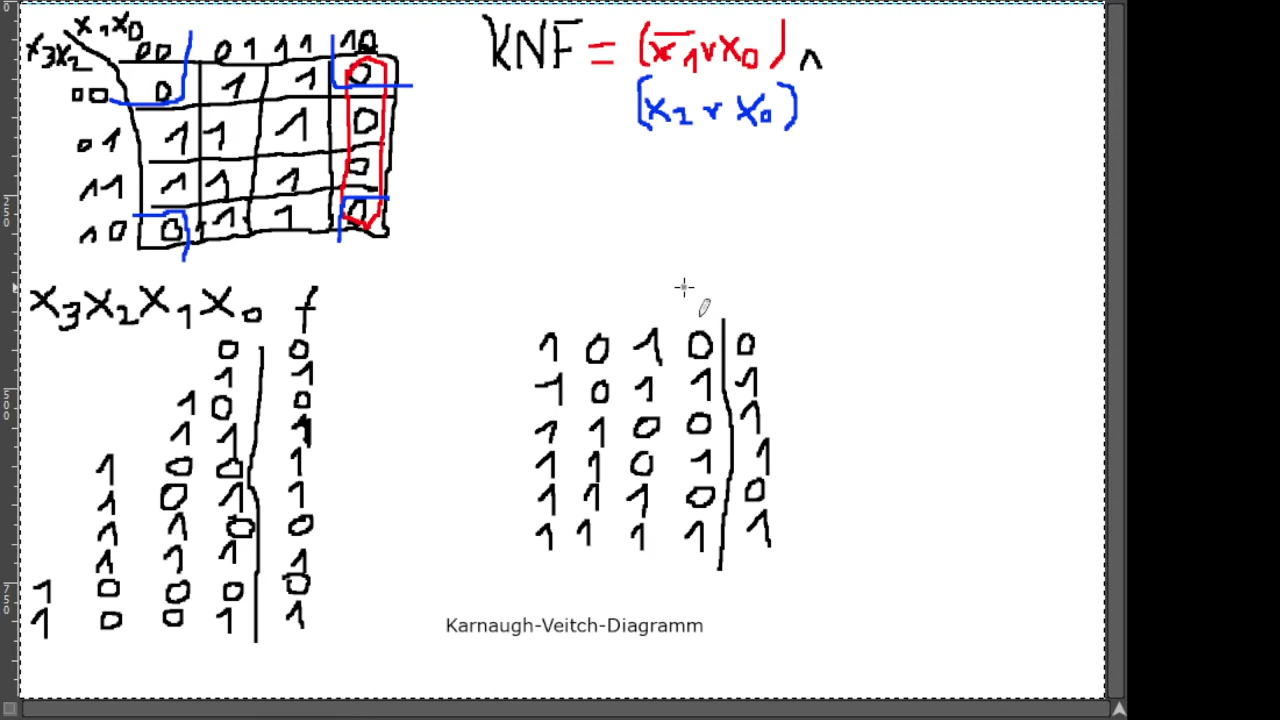 x₁x₀
x₃x₂ 00 01 11 10
00 0 1 1 0
01 1 1 1 0
11 1 1 1 0
10 0 1 1 0
KNF = (x̅₁ v x₀) ∧
(x₂ v x₀)
x₃ x₂ x₁ x₀ f
0 0
1 1
1 0 0
1 1 1
1 0 0 1
1 0 1 1
1 1 0 0
1 1 1 1
1 0 0 0 0
1 0 0 1 1
1 0 1 0 0
1 0 1 1 1
1 1 0 0 1
1 1 0 1 1
1 1 1 0 0
1 1 1 1 1
Karnaugh-Veitch-Diagramm
0
250
500
750